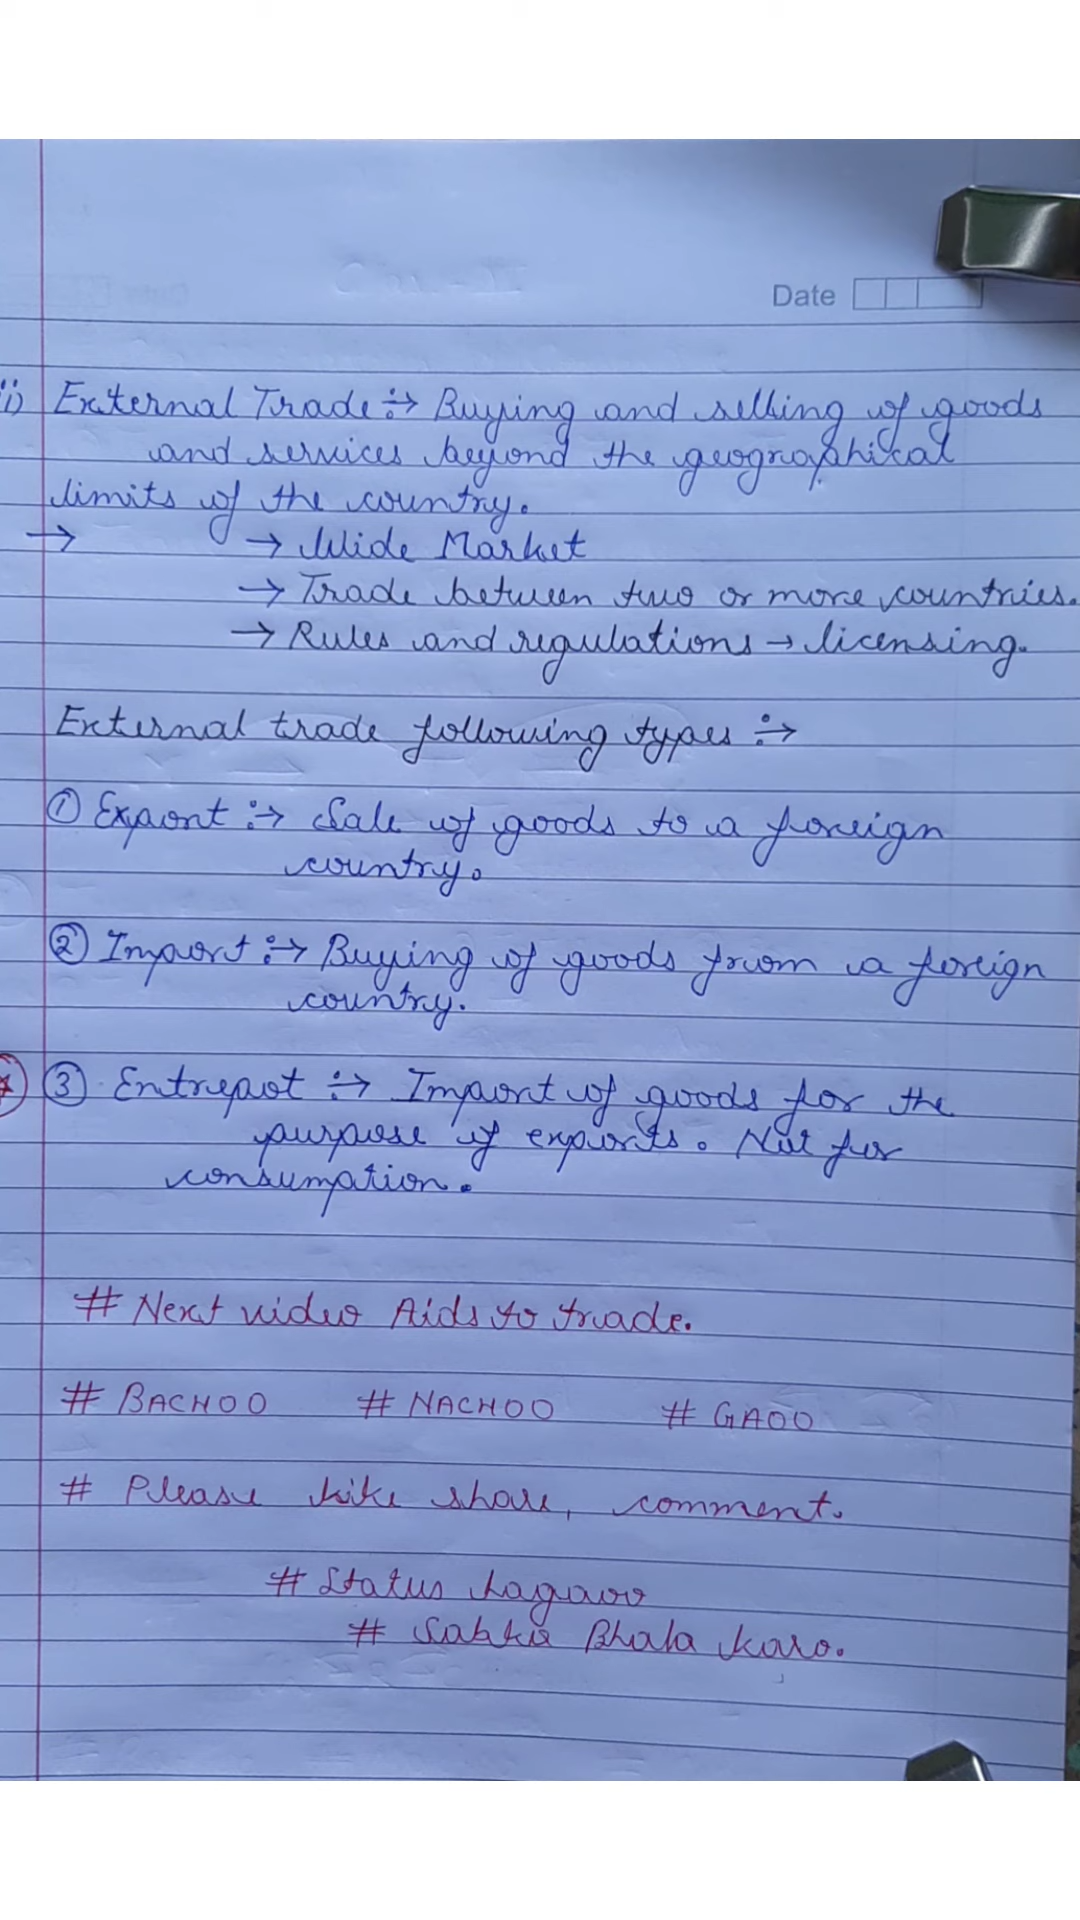 Date
ii) External Trade :→ Buying and selling of goods
and services beyond the geographical
limits of the country.
→ → Wide Market
→ Trade between two or more countries.
→ Rules and regulations → licensing.
External trade following types :→
① Export :→ Sale of goods to a foreign
country.
② Import :→ Buying of goods from a foreign
country.
③ Entrepot :→ Import of goods for the
purpose of exports. Not for
consumption.
# Next video Aids to trade.
# BACHOO # NACHOO # GAOO
# Please like share, comment.
# Status Lagaoo
# Sabka Bhala karo.